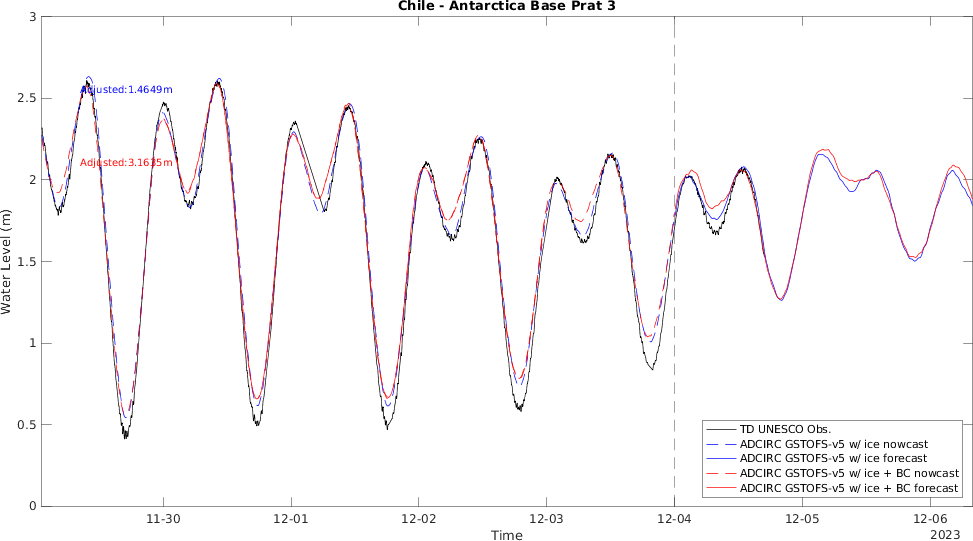 Chile - Antarctica Base Prat 3
3
2.5
2
1.5
1
0.5
0
Water Level (m)
Adjusted:1.4649m
Adjusted:3.1635m
TD UNESCO Obs.
ADCIRC GSTOFS-v5 w/ ice nowcast
ADCIRC GSTOFS-v5 w/ ice forecast
ADCIRC GSTOFS-v5 w/ ice + BC nowcast
ADCIRC GSTOFS-v5 w/ ice + BC forecast
11-30 12-01 12-02 12-03 12-04 12-05 12-06
Time
2023